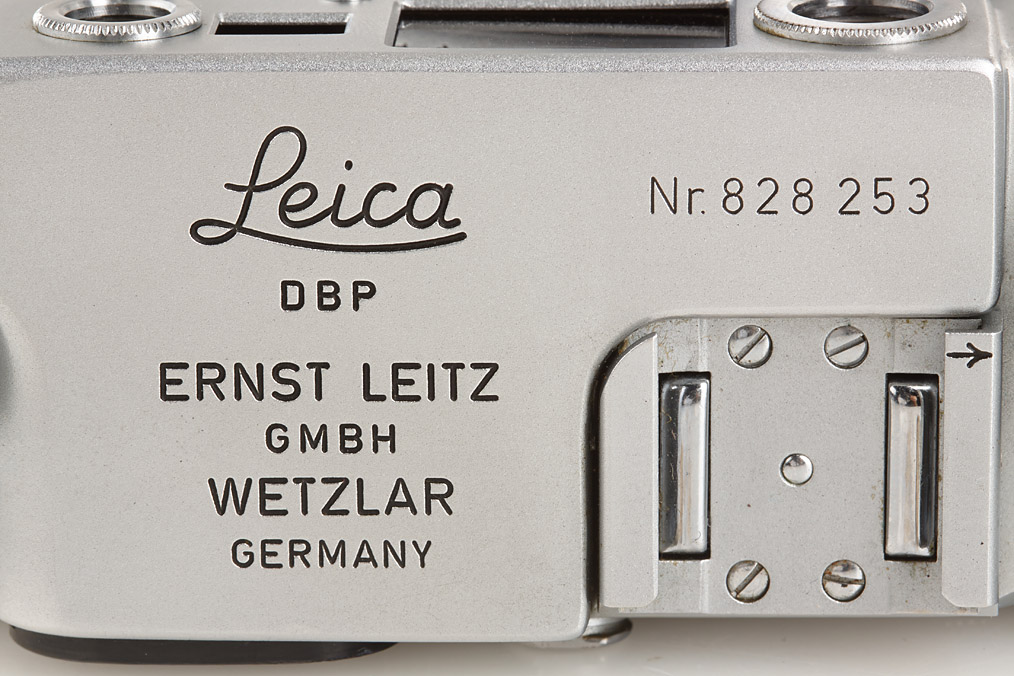 Leica
Nr. 828 253
DBP
ERNST LEITZ
GMBH
WETZLAR
GERMANY